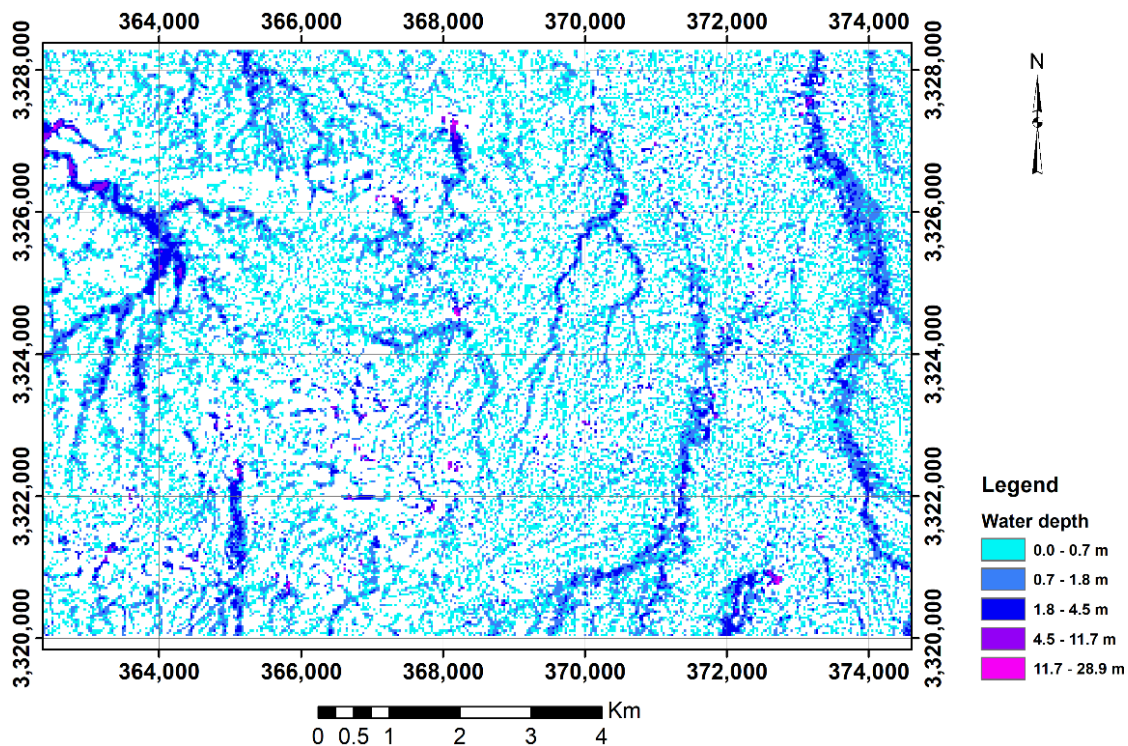 364,000 366,000 368,000 370,000 372,000 374,000
3,328,000 3,328,000
3,326,000 3,326,000
3,324,000 3,324,000
3,322,000 3,322,000
3,320,000 3,320,000
364,000 366,000 368,000 370,000 372,000 374,000
N
Legend
Water depth
0.0 - 0.7 m
0.7 - 1.8 m
1.8 - 4.5 m
4.5 - 11.7 m
11.7 - 28.9 m
Km
0 0.5 1 2 3 4